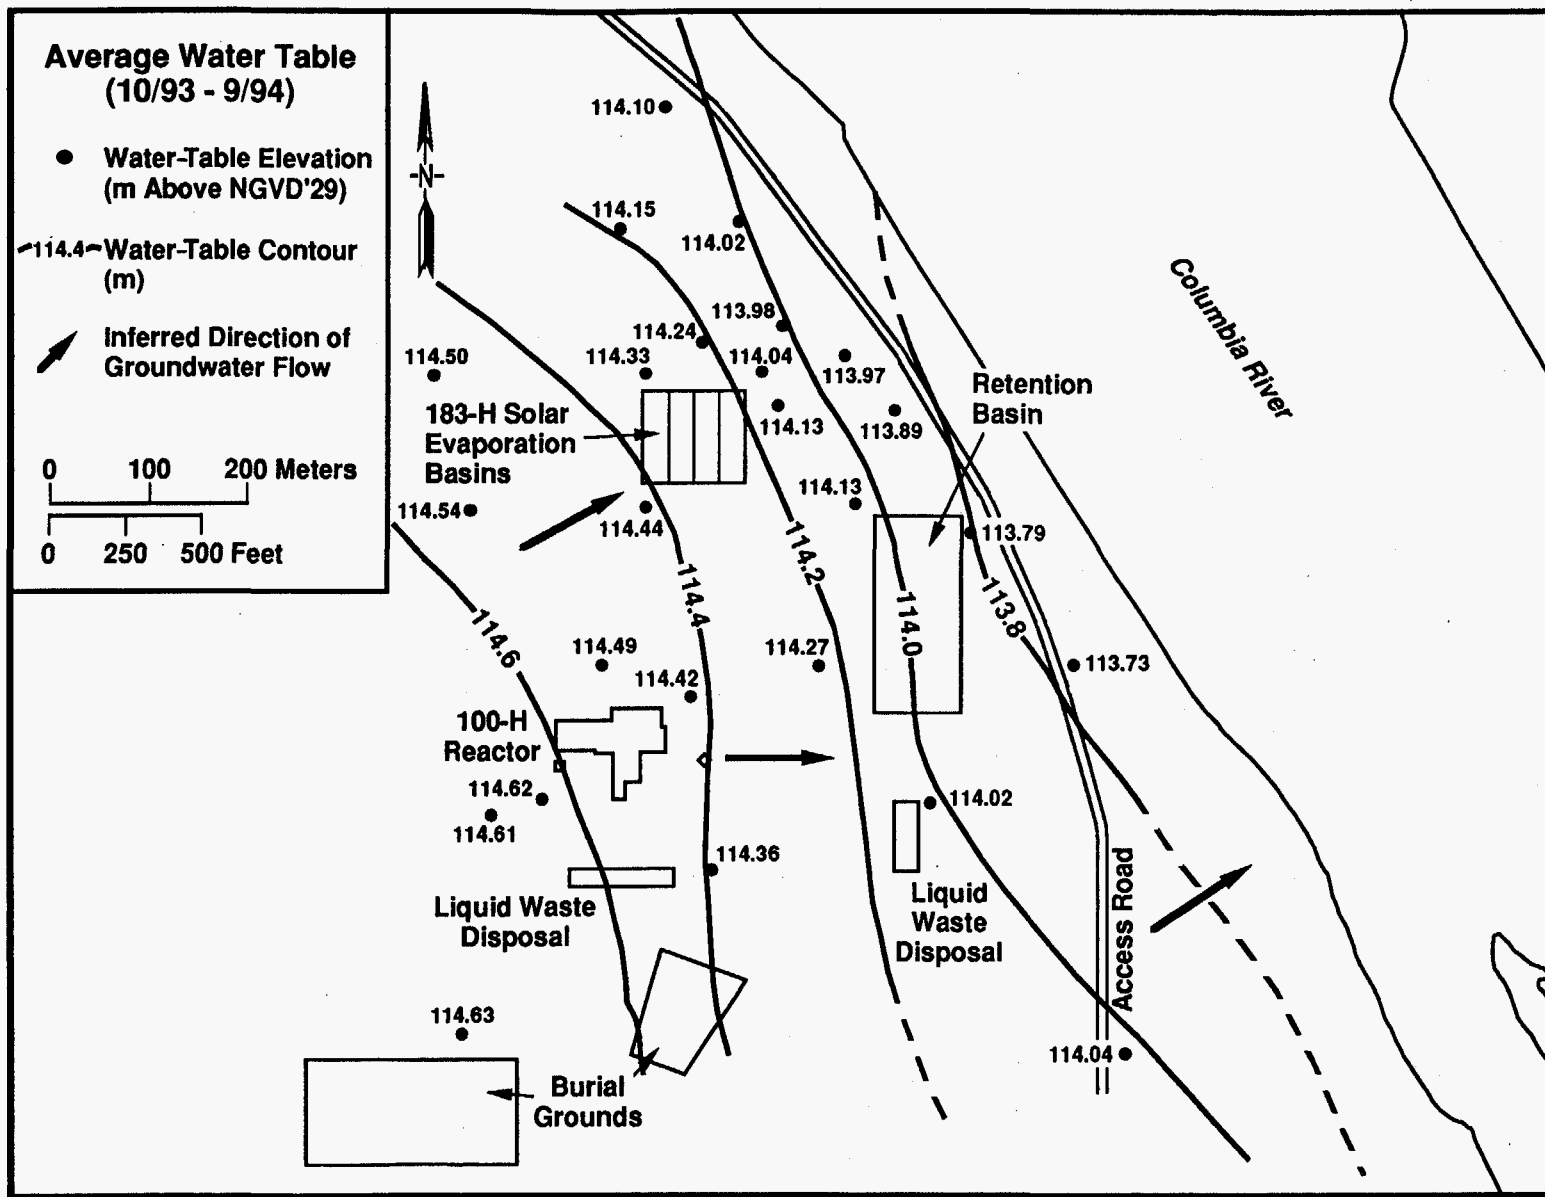 Average Water Table
(10/93 - 9/94)
Water-Table Elevation
(m Above NGVD'29)
114.4 Water-Table Contour
(m)
Inferred Direction of
Groundwater Flow
0 100 200 Meters
0 250 500 Feet
-N-
114.10
114.15
114.02
113.98
114.24
114.33
114.04
114.50
113.97
183-H Solar
Evaporation
Basins
114.13
113.89
Retention
Basin
Columbia River
114.54
114.44
114.13
113.79
114.2
114.4
114.0
113.8
114.6
114.49
114.42
114.27
113.73
100-H
Reactor
114.62
114.61
114.02
114.36
Liquid Waste
Disposal
Liquid
Waste
Disposal
Access Road
114.63
114.04
Burial
Grounds